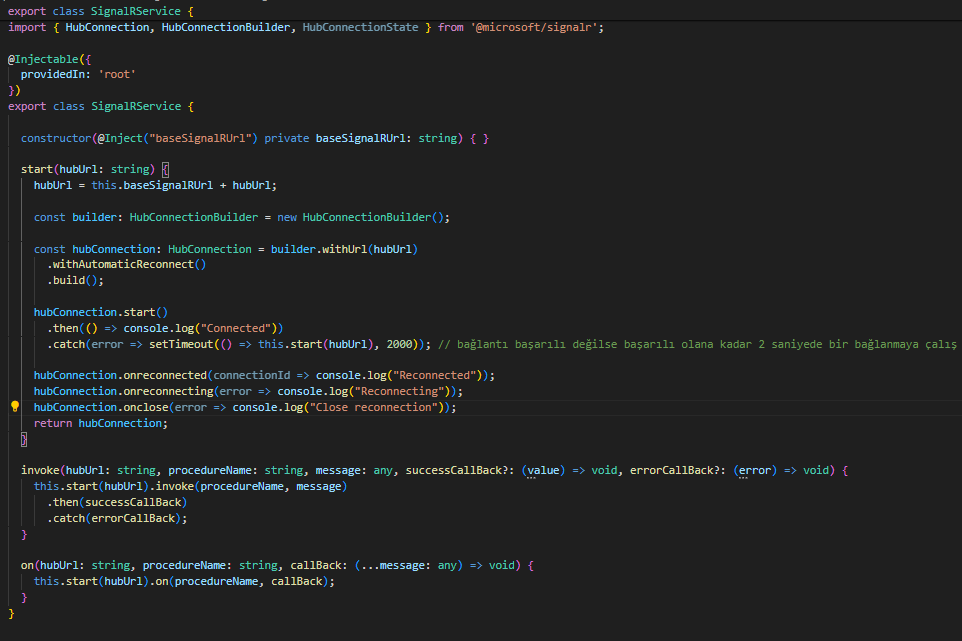 export class SignalRService {
import { HubConnection, HubConnectionBuilder, HubConnectionState } from '@microsoft/signalr';
@Injectable({
providedIn: 'root'
})
export class SignalRService {
constructor(@Inject("baseSignalRUrl") private baseSignalRUrl: string) { }
start(hubUrl: string) {
hubUrl = this.baseSignalRUrl + hubUrl;
const builder: HubConnectionBuilder = new HubConnectionBuilder();
const hubConnection: HubConnection = builder.withUrl(hubUrl)
.withAutomaticReconnect()
.build();
hubConnection.start()
.then(() => console.log("Connected"))
.catch(error => setTimeout(() => this.start(hubUrl), 2000)); // bağlantı başarılı değilse başarılı olana kadar 2 saniyede bir bağlanmaya çalış
hubConnection.onreconnected(connectionId => console.log("Reconnected"));
hubConnection.onreconnecting(error => console.log("Reconnecting"));
hubConnection.onclose(error => console.log("Close reconnection"));
return hubConnection;
}
invoke(hubUrl: string, procedureName: string, message: any, successCallBack?: (value) => void, errorCallBack?: (error) => void) {
this.start(hubUrl).invoke(procedureName, message)
.then(successCallBack)
.catch(errorCallBack);
}
on(hubUrl: string, procedureName: string, callBack: (...message: any) => void) {
this.start(hubUrl).on(procedureName, callBack);
}
}